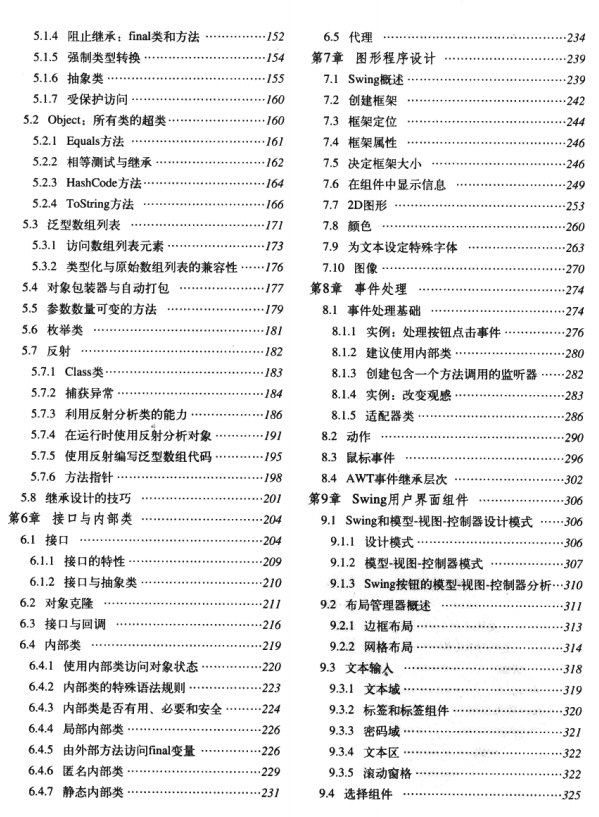 5.1.4 阻止继承：final类和方法 ……………152
5.1.5 强制类型转换 ……………154
5.1.6 抽象类 ……………155
5.1.7 受保护访问 ……………160
5.2 Object：所有类的超类 ……………160
5.2.1 Equals方法 ……………161
5.2.2 相等测试与继承 ……………162
5.2.3 HashCode方法 ……………164
5.2.4 ToString方法 ……………166
5.3 泛型数组列表 ……………171
5.3.1 访问数组列表元素 ……………173
5.3.2 类型化与原始数组列表的兼容性 ……176
5.4 对象包装器与自动打包 ……………177
5.5 参数数量可变的方法 ……………179
5.6 枚举类 ……………181
5.7 反射 ……………182
5.7.1 Class类 ……………183
5.7.2 捕获异常 ……………184
5.7.3 利用反射分析类的能力 ……………186
5.7.4 在运行时使用反射分析对象 …………191
5.7.5 使用反射编写泛型数组代码 …………195
5.7.6 方法指针 ……………198
5.8 继承设计的技巧 ……………201
第6章 接口与内部类 ……………204
6.1 接口 ……………204
6.1.1 接口的特性 ……………209
6.1.2 接口与抽象类 ……………210
6.2 对象克隆 ……………211
6.3 接口与回调 ……………216
6.4 内部类 ……………219
6.4.1 使用内部类访问对象状态 …………220
6.4.2 内部类的特殊语法规则 ……………223
6.4.3 内部类是否有用、必要和安全 ………224
6.4.4 局部内部类 ……………226
6.4.5 由外部方法访问final变量 …………226
6.4.6 匿名内部类 ……………229
6.4.7 静态内部类 ……………231
6.5 代理 ……………234
第7章 图形程序设计 ……………239
7.1 Swing概述 ……………239
7.2 创建框架 ……………242
7.3 框架定位 ……………244
7.4 框架属性 ……………246
7.5 决定框架大小 ……………246
7.6 在组件中显示信息 ……………249
7.7 2D图形 ……………253
7.8 颜色 ……………260
7.9 为文本设定特殊字体 ……………263
7.10 图像 ……………270
第8章 事件处理 ……………274
8.1 事件处理基础 ……………274
8.1.1 实例：处理按钮点击事件 …………276
8.1.2 建议使用内部类 ……………280
8.1.3 创建包含一个方法调用的监听器 ……282
8.1.4 实例：改变观感 ……………283
8.1.5 适配器类 ……………286
8.2 动作 ……………290
8.3 鼠标事件 ……………296
8.4 AWT事件继承层次 ……………302
第9章 Swing用户界面组件 ……………306
9.1 Swing和模型-视图-控制器设计模式 ……306
9.1.1 设计模式 ……………306
9.1.2 模型-视图-控制器模式 ……………307
9.1.3 Swing按钮的模型-视图-控制器分析…310
9.2 布局管理器概述 ……………311
9.2.1 边框布局 ……………313
9.2.2 网格布局 ……………314
9.3 文本输入 ……………318
9.3.1 文本域 ……………319
9.3.2 标签和标签组件 ……………320
9.3.3 密码域 ……………321
9.3.4 文本区 ……………322
9.3.5 滚动窗格 ……………322
9.4 选择组件 ……………325